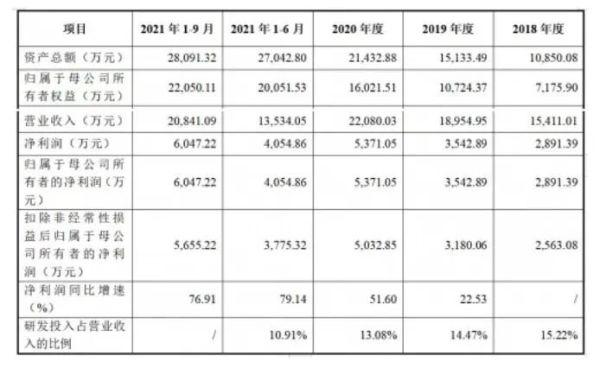 项目 2021 年 1-9 月 2021 年 1-6 月 2020 年度 2019 年度 2018 年度
资产总额（万元） 28,091.32 27,042.80 21,432.88 15,133.49 10,850.08
归属于母公司所
有者权益（万元） 22,050.11 20,051.53 16,021.51 10,724.37 7,175.90
营业收入（万元） 20,841.09 13,534.05 22,080.03 18,954.95 15,411.01
净利润（万元） 6,047.22 4,054.86 5,371.05 3,542.89 2,891.39
归属于母公司所
有者的净利润（万 6,047.22 4,054.86 5,371.05 3,542.89 2,891.39
元）
扣除非经常性损
益后归属于母公 5,655.22 3,775.32 5,032.85 3,180.06 2,563.08
司所有者的净利
润（万元）
净利润同比增速 76.91 79.14 51.60 22.53 /
（%）
研发投入占营业收 / 10.91% 13.08% 14.47% 15.22%
入的比例